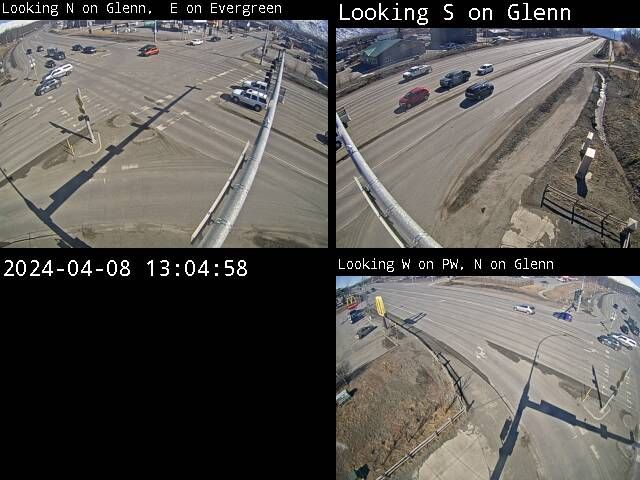 Looking N on Glenn,  E on Evergreen
Looking S on Glenn
2024-04-08 13:04:58
Looking W on PW, N on Glenn